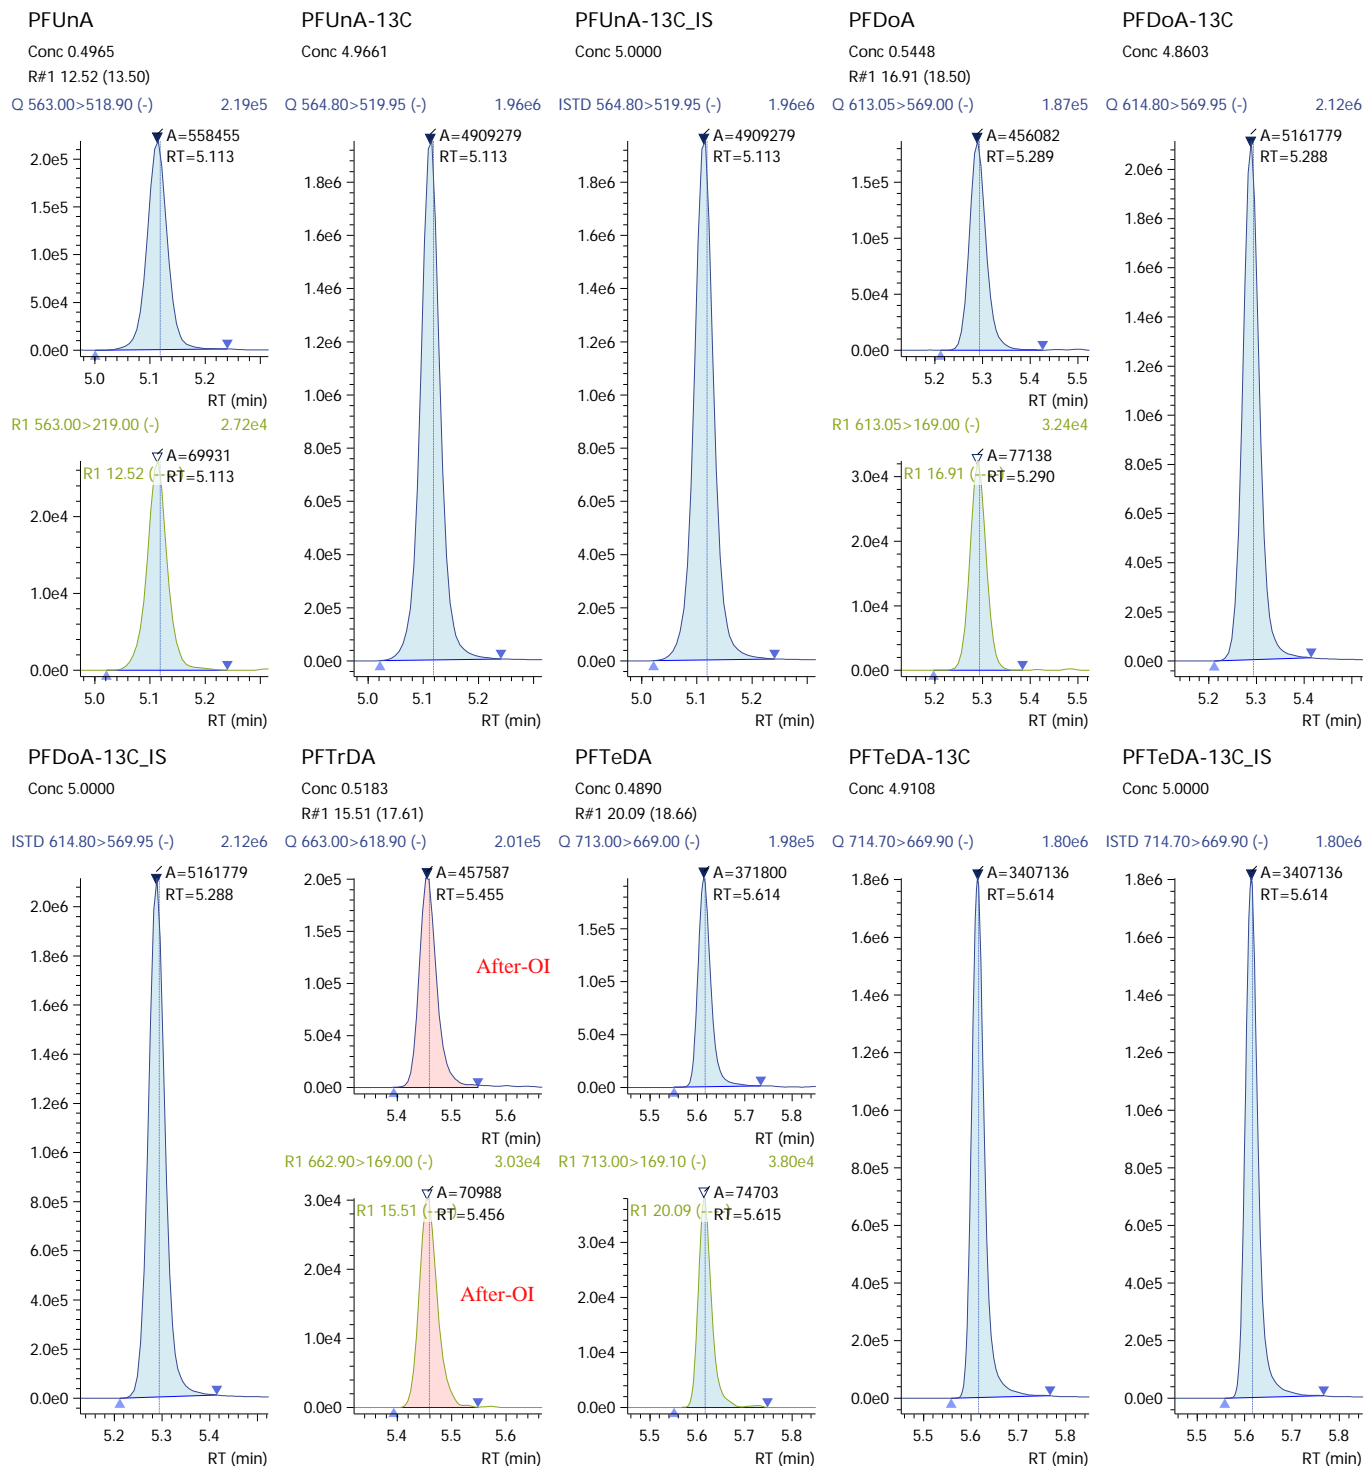 PFUnA
Conc 0.4965
R#1 12.52 (13.50)
Q 563.00>518.90 (-) 2.19e5
A=558455
RT=5.113
2.0e5
1.5e5
1.0e5
5.0e4
0.0e0
5.0 5.1 5.2
RT (min)
R1 563.00>219.00 (-) 2.72e4
A=69931
R1 12.52 (
RT=5.113
2.0e4
1.0e4
0.0e0
5.0 5.1 5.2
RT (min)
PFUnA-13C
Conc 4.9661
Q 564.80>519.95 (-) 1.96e6
A=4909279
RT=5.113
1.8e6
1.6e6
1.4e6
1.2e6
1.0e6
8.0e5
6.0e5
4.0e5
2.0e5
0.0e0
5.0 5.1 5.2
RT (min)
PFUnA-13C_IS
Conc 5.0000
ISTD 564.80>519.95 (-) 1.96e6
A=4909279
RT=5.113
1.8e6
1.6e6
1.4e6
1.2e6
1.0e6
8.0e5
6.0e5
4.0e5
2.0e5
0.0e0
5.0 5.1 5.2
RT (min)
PFDoA
Conc 0.5448
R#1 16.91 (18.50)
Q 613.05>569.00 (-) 1.87e5
A=456082
RT=5.289
1.5e5
1.0e5
5.0e4
0.0e0
5.2 5.3 5.4 5.5
RT (min)
R1 613.05>169.00 (-) 3.24e4
A=77138
R1 16.91 (
RT=5.290
3.0e4
2.0e4
1.0e4
0.0e0
5.2 5.3 5.4 5.5
RT (min)
PFDoA-13C
Conc 4.8603
Q 614.80>569.95 (-) 2.12e6
A=5161779
RT=5.288
2.0e6
1.8e6
1.6e6
1.4e6
1.2e6
1.0e6
8.0e5
6.0e5
4.0e5
2.0e5
0.0e0
5.2 5.3 5.4
RT (min)
PFDoA-13C_IS
Conc 5.0000
ISTD 614.80>569.95 (-) 2.12e6
A=5161779
RT=5.288
2.0e6
1.8e6
1.6e6
1.4e6
1.2e6
1.0e6
8.0e5
6.0e5
4.0e5
2.0e5
0.0e0
5.2 5.3 5.4
RT (min)
PFTrDA
Conc 0.5183
R#1 15.51 (17.61)
Q 663.00>618.90 (-) 2.01e5
A=457587
RT=5.455
2.0e5
1.5e5
After-OI
1.0e5
5.0e4
0.0e0
5.4 5.5 5.6
RT (min)
R1 662.90>169.00 (-) 3.03e4
A=70988
R1 15.51 (
RT=5.456
3.0e4
2.0e4
After-OI
1.0e4
0.0e0
5.4 5.5 5.6
RT (min)
PFTeDA
Conc 0.4890
R#1 20.09 (18.66)
Q 713.00>669.00 (-) 1.98e5
A=371800
RT=5.614
1.5e5
1.0e5
5.0e4
0.0e0
5.5 5.6 5.7 5.8
RT (min)
R1 713.00>169.10 (-) 3.80e4
A=74703
R1 20.09 (
RT=5.615
3.0e4
2.0e4
1.0e4
0.0e0
5.5 5.6 5.7 5.8
RT (min)
PFTeDA-13C
Conc 4.9108
Q 714.70>669.90 (-) 1.80e6
A=3407136
RT=5.614
1.8e6
1.6e6
1.4e6
1.2e6
1.0e6
8.0e5
6.0e5
4.0e5
2.0e5
0.0e0
5.5 5.6 5.7 5.8
RT (min)
PFTeDA-13C_IS
Conc 5.0000
ISTD 714.70>669.90 (-) 1.80e6
A=3407136
RT=5.614
1.8e6
1.6e6
1.4e6
1.2e6
1.0e6
8.0e5
6.0e5
4.0e5
2.0e5
0.0e0
5.5 5.6 5.7 5.8
RT (min)